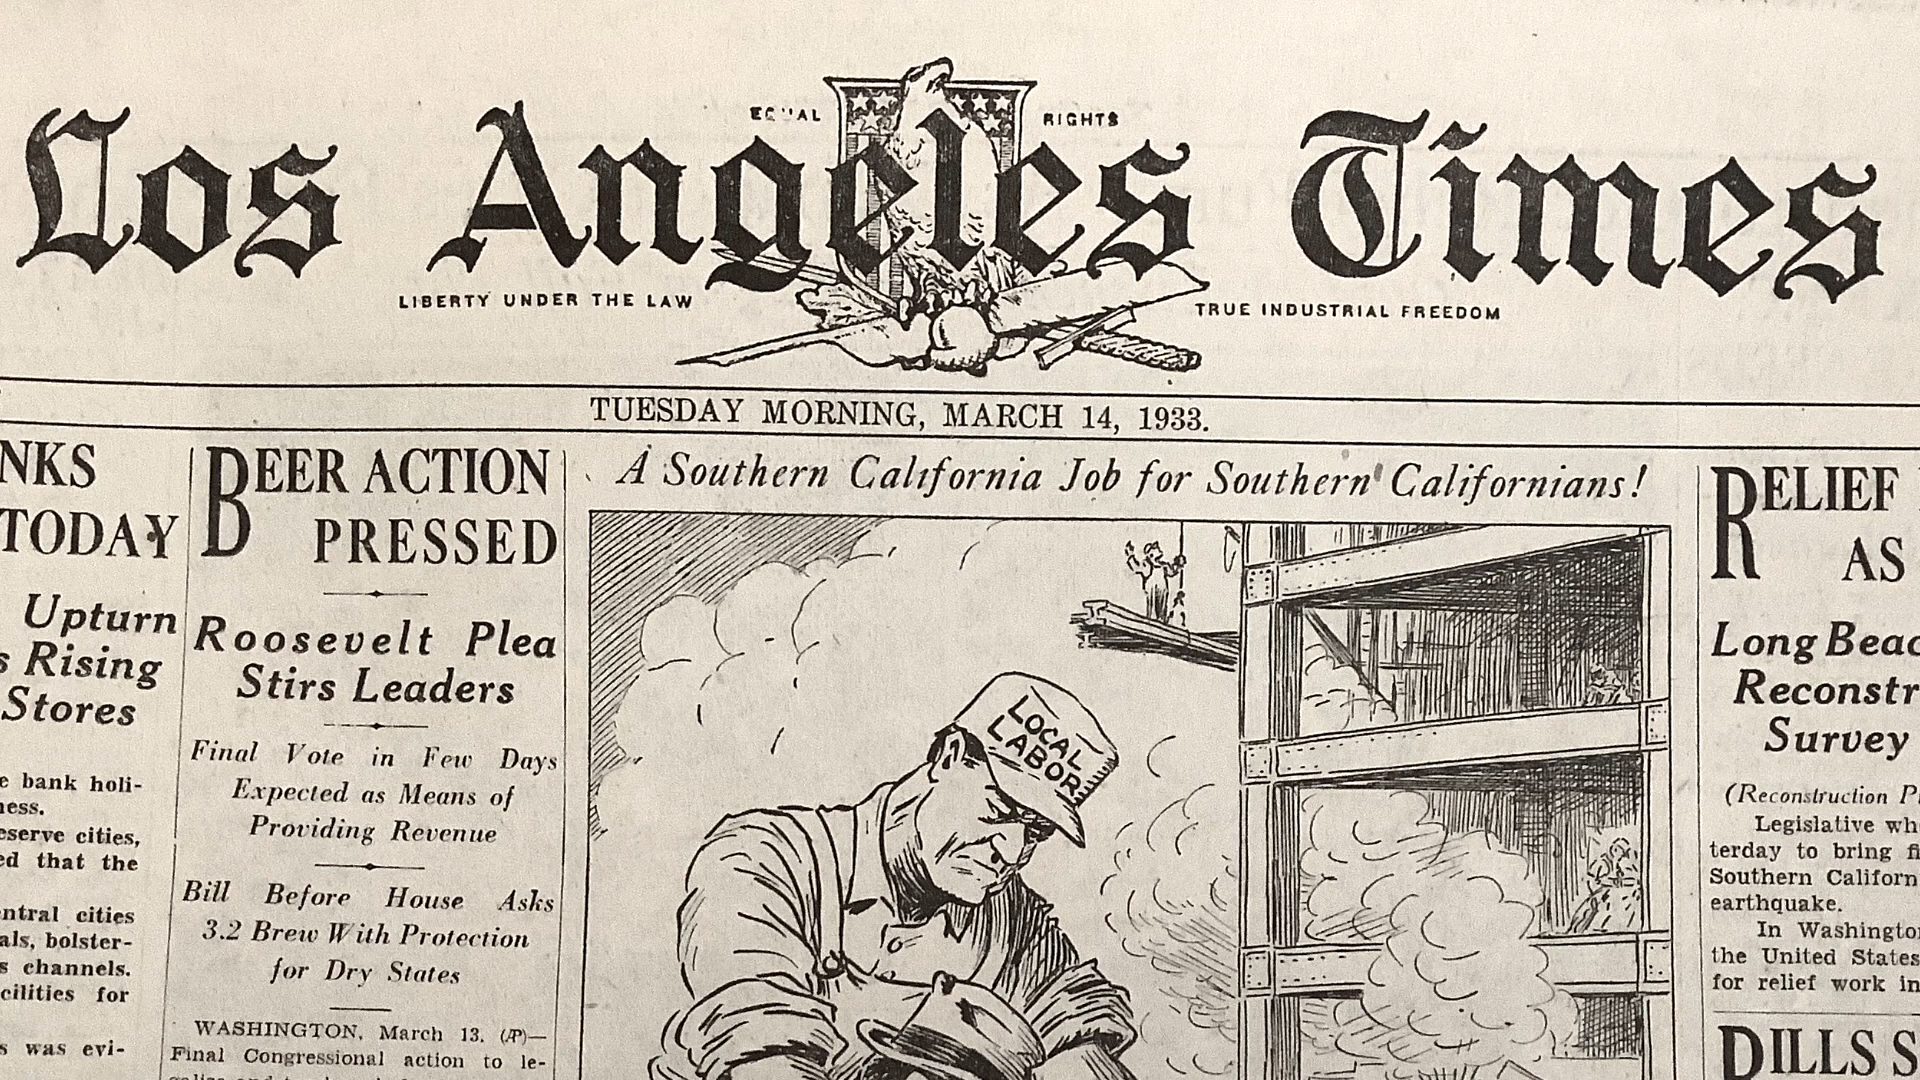 EQUAL RIGHTS
Los Angeles Times
LIBERTY UNDER THE LAW
TRUE INDUSTRIAL FREEDOM
TUESDAY MORNING, MARCH 14, 1933.
NKS
TODAY
Upturn
s Rising
Stores
e bank holi-
ness.
eserve cities,
ed that the
entral cities
als, bolster-
s channels.
cilities for
s was evi-
BEER ACTION
PRESSED
Roosevelt Plea
Stirs Leaders
Final Vote in Few Days
Expected as Means of
Providing Revenue
Bill Before House Asks
3.2 Brew With Protection
for Dry States
WASHINGTON, March 13. (AP)—
Final Congressional action to le-
A Southern California Job for Southern Californians!
LOCAL
LABOR
RELIEF
AS
Long Beac
Reconstr
Survey
(Reconstruction P
Legislative wh
terday to bring fi
Southern Californ
earthquake.
In Washington
the United States
for relief work in
DILLS S